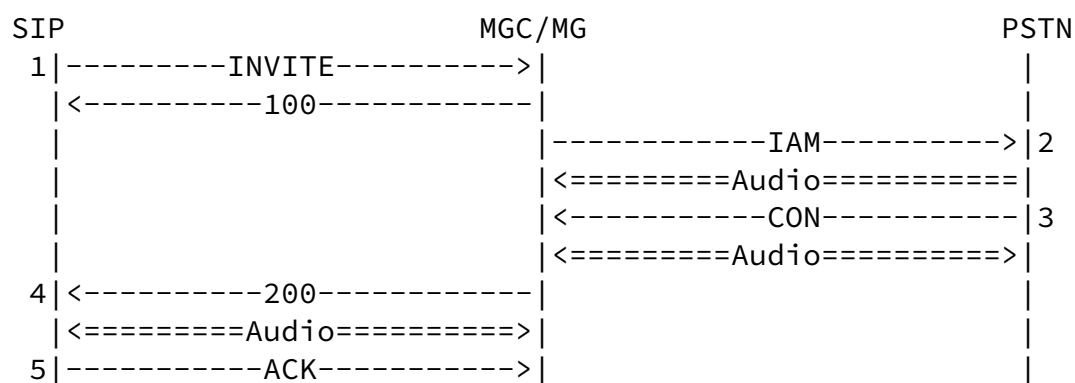 SIP                       MGC/MG                       PSTN
 1|---------INVITE---------->|                          |
  |<----------100------------|                          |
  |                          |------------IAM---------->|2
  |                          |<=========Audio===========|
  |                          |<-----------CON-----------|3
  |                          |<=========Audio==========>|
 4|<----------200------------|                          |
  |<=========Audio==========>|                          |
 5|-----------ACK----------->|                          |